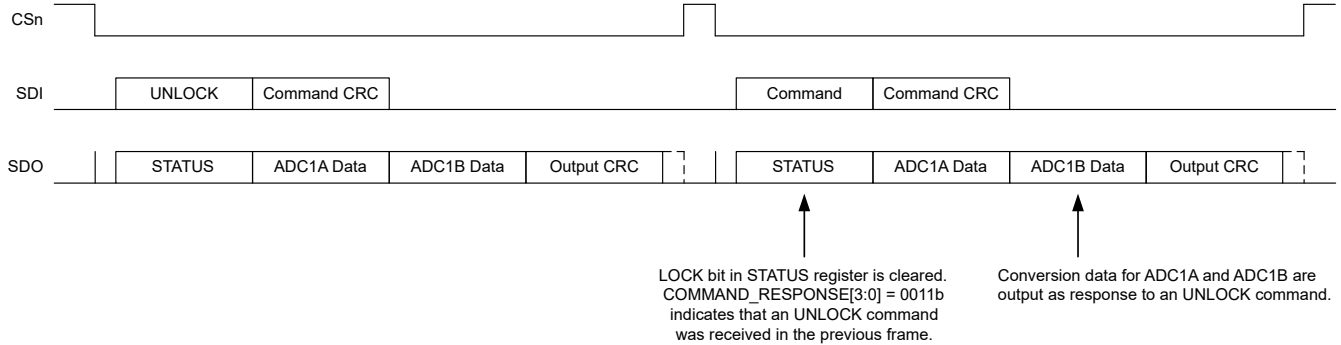 CSn
SDI
UNLOCK Command CRC Command Command CRC
SDO
STATUS ADC1A Data ADC1B Data Output CRC STATUS ADC1A Data ADC1B Data Output CRC
LOCK bit in STATUS register is cleared.
COMMAND_RESPONSE[3:0] = 0011b
indicates that an UNLOCK command
was received in the previous frame.
Conversion data for ADC1A and ADC1B are
output as response to an UNLOCK command.